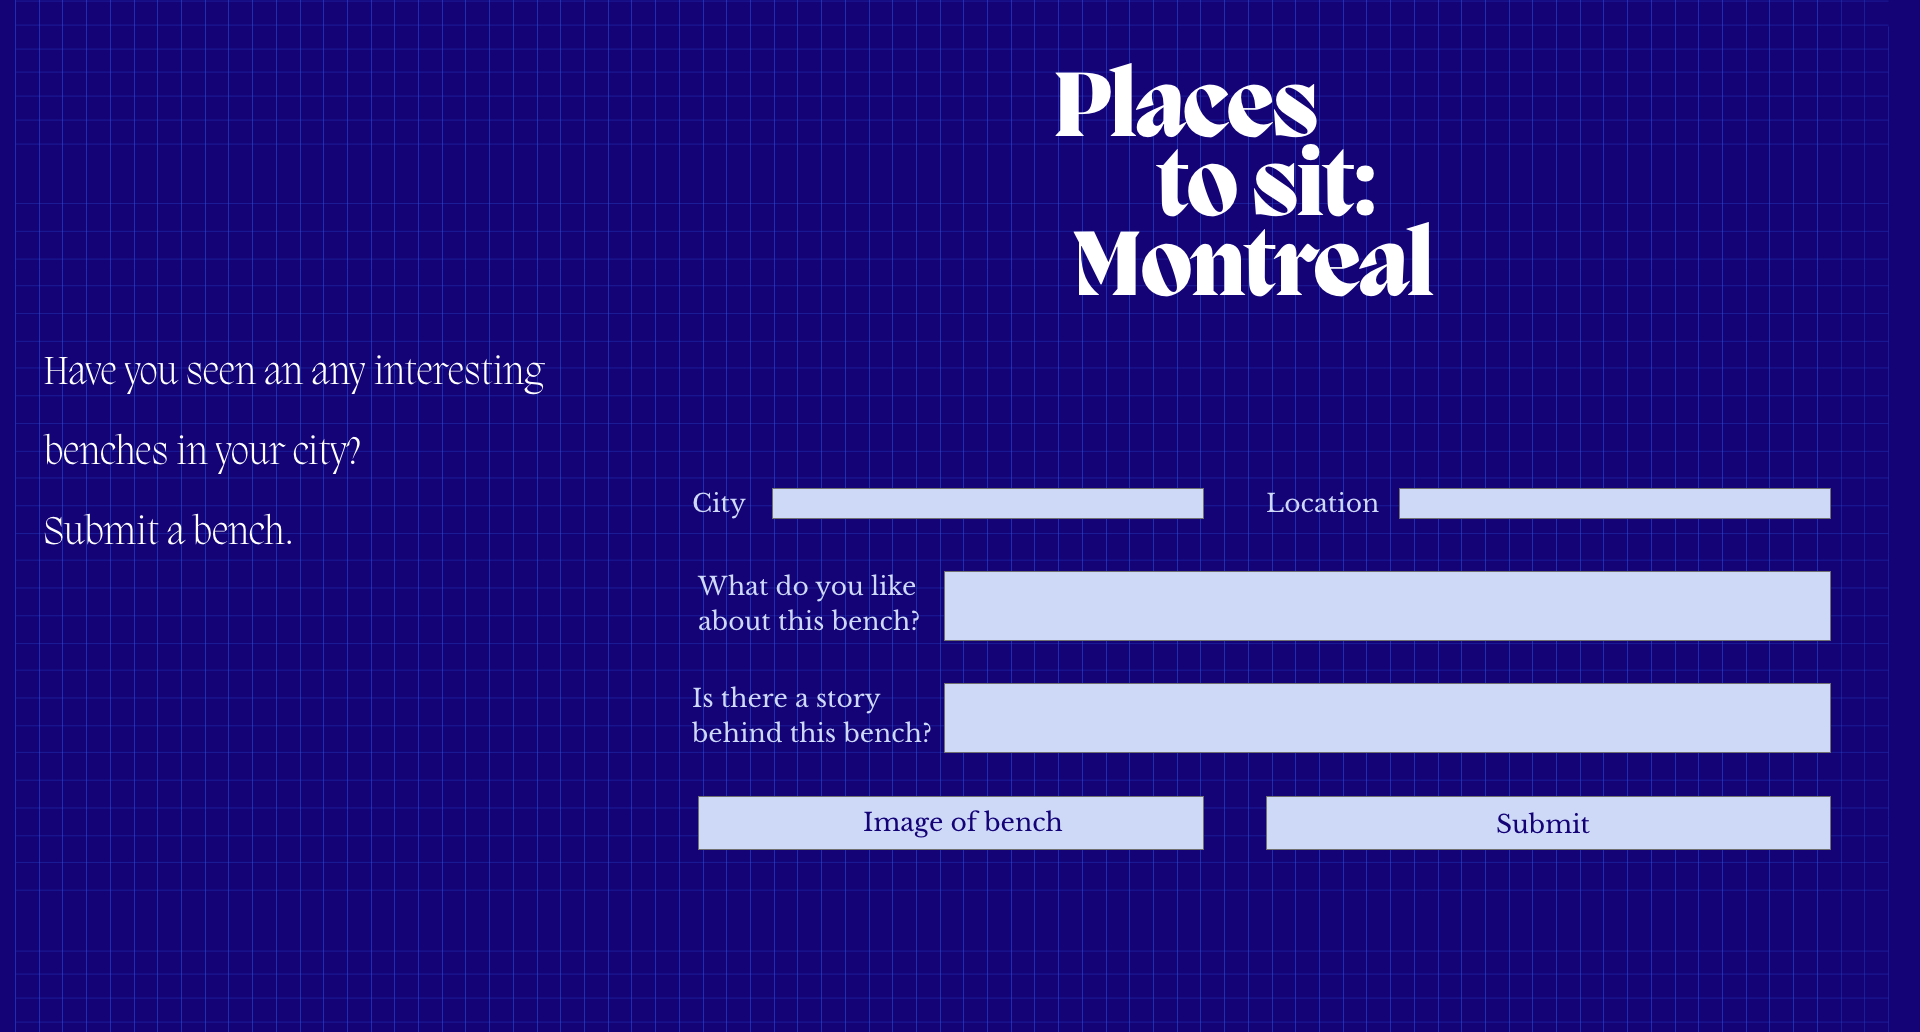 Places
to sit:
Montreal
Have you seen an any interesting
benches in your city?
Submit a bench.
City
Location
What do you like
about this bench?
Is there a story
behind this bench?
Image of bench
Submit